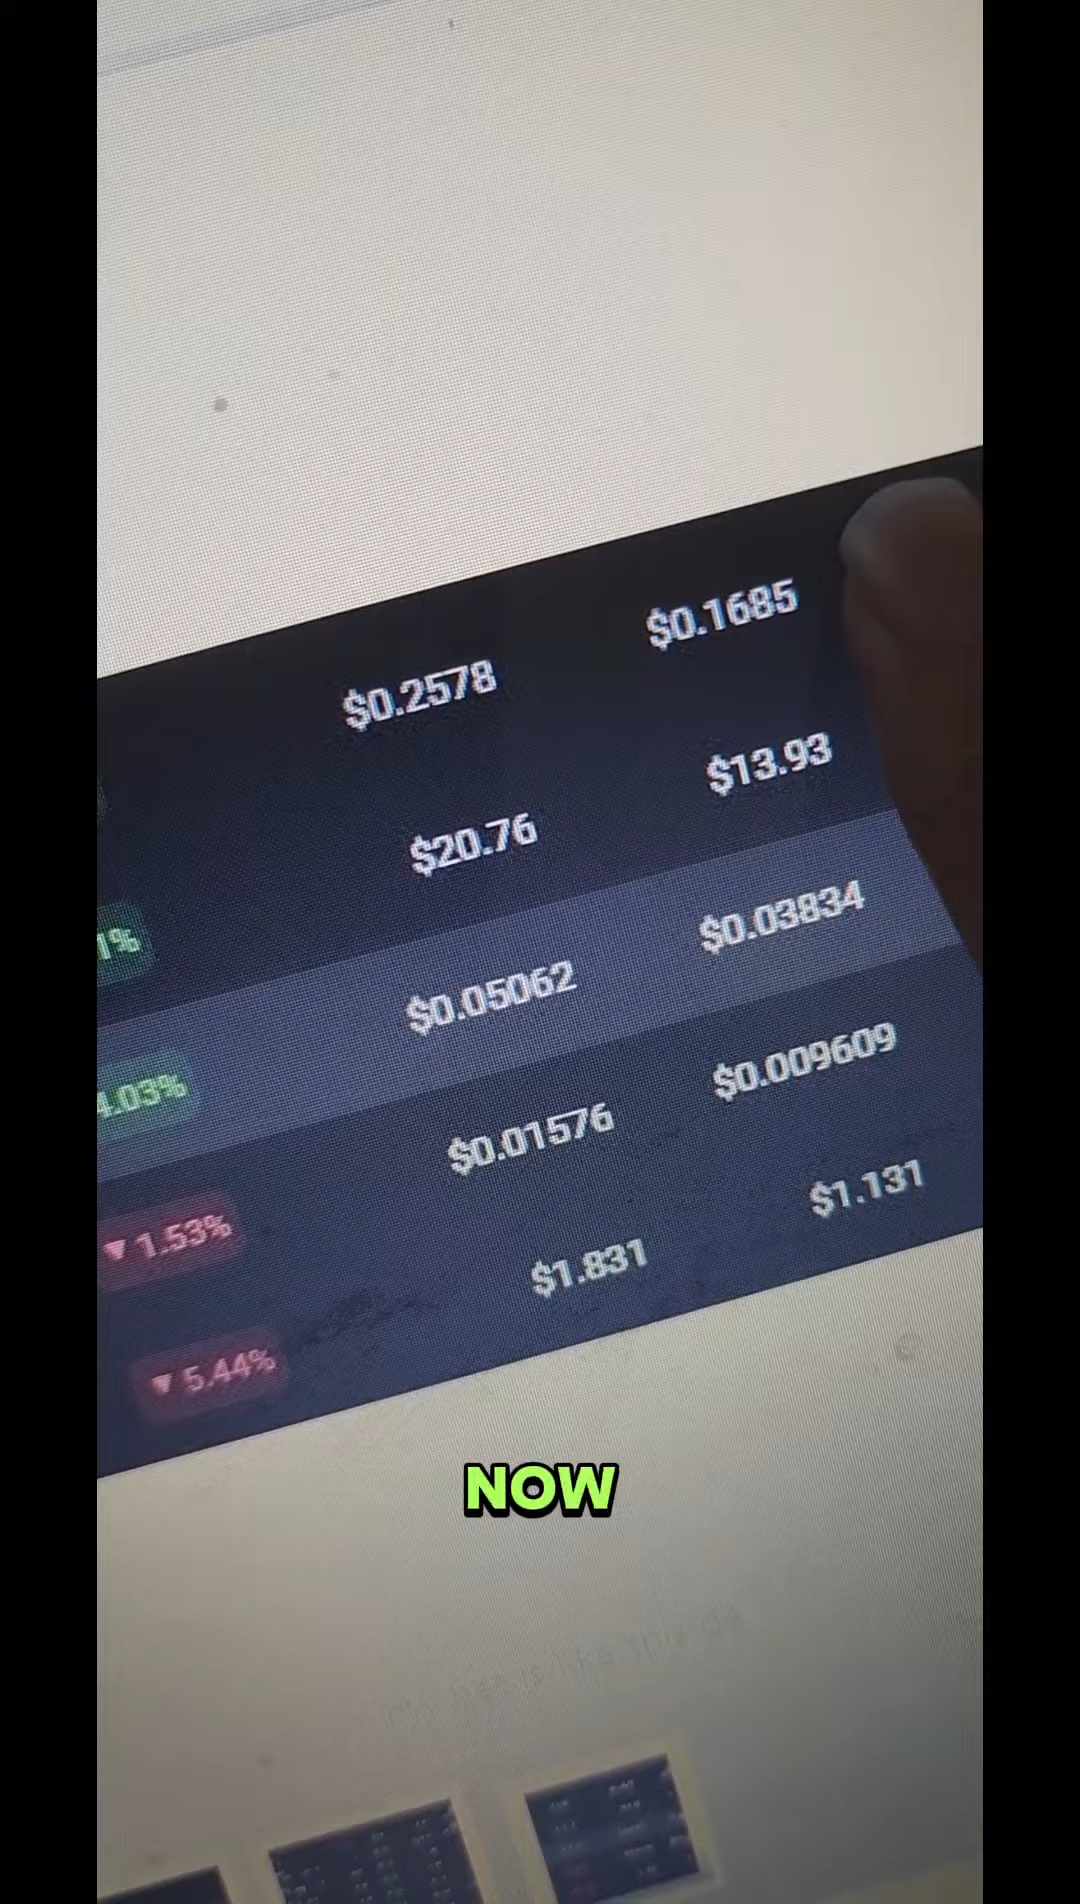 $0.2578 $0.1685
$20.76 $13.93
1% $0.05062 $0.03834
4.03% $0.01576 $0.009609
▼ 1.53% $1.831 $1.131
▼ 5.44%
NOW